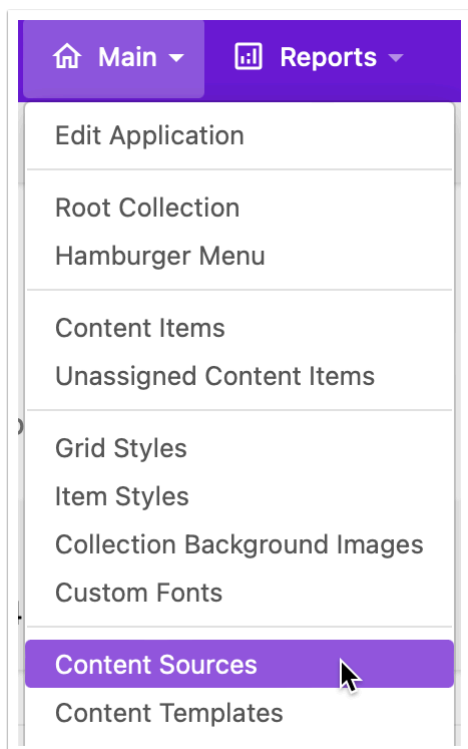 Main Reports
Edit Application
Root Collection
Hamburger Menu
Content Items
Unassigned Content Items
Grid Styles
Item Styles
Collection Background Images
Custom Fonts
Content Sources
Content Templates